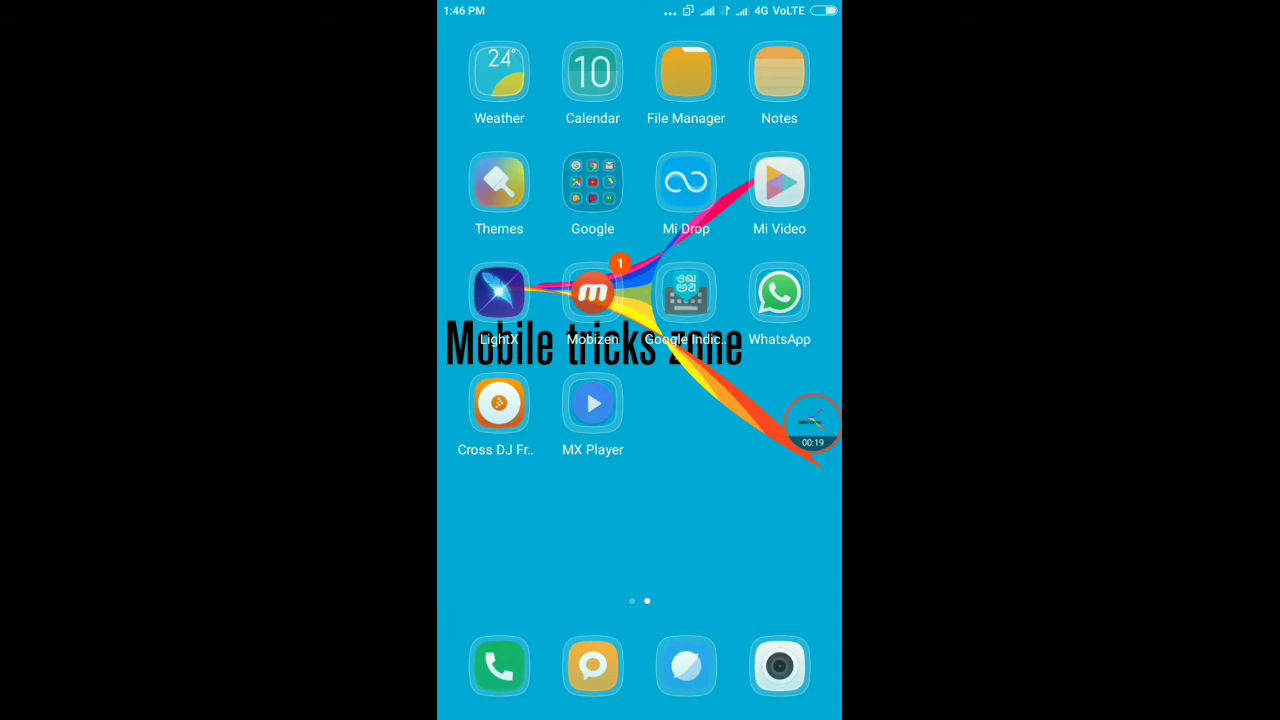 1:46 PM
4G VoLTE
24°
10
Weather
Calendar
File Manager
Notes
Themes
Google
Mi Drop
Mi Video
1
m
LightX
Mobizen
Google Indic..
WhatsApp
Mobile tricks zone
Cross DJ Fr..
MX Player
00:19